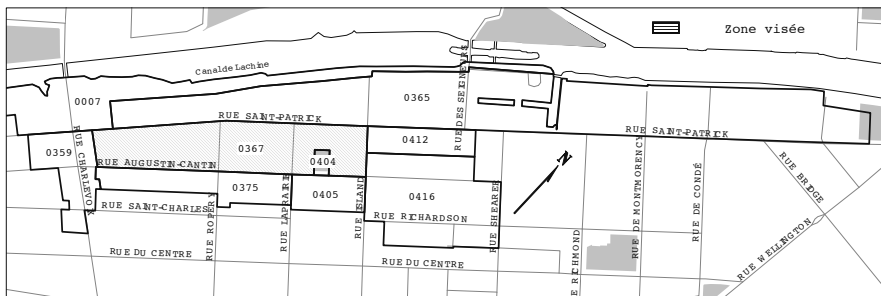 Zone visée
Canal de Lachine
0007
RUE SAINT-PATRICK
0365
RUE DES SEIGNEURS
RUE SAINT-PATRICK
0412
0359
RUE CHARLEVOIX
RUE AUGUSTIN-CANTIN
0367
0404
0375
0405
0416
RUE SAINT-CHARLES
RUE ROPERY
RUE LAPRAIRIE
RUE ISLAND
RUE RICHARDSON
RUE SHEARER
N
RUE RICHMOND
RUE DE MONTMORENCY
RUE DE CONDÉ
RUE BRIDGE
RUE WELLINGTON
RUE DU CENTRE
RUE DU CENTRE